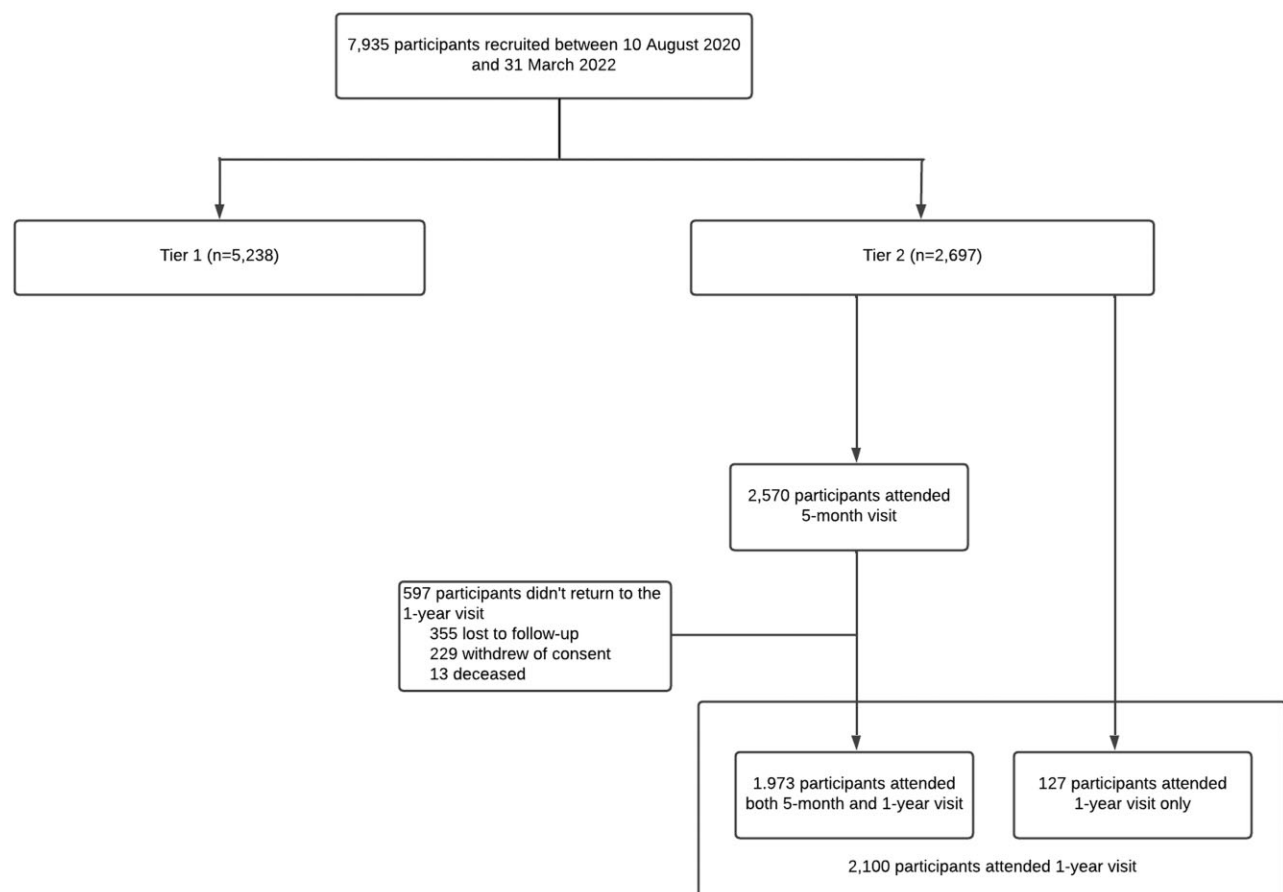 7,935 participants recruited between 10 August 2020
and 31 March 2022
Tier 1 (n=5,238)
Tier 2 (n=2,697)
2,570 participants attended
5-month visit
597 participants didn't return to the
1-year visit
355 lost to follow-up
229 withdrew of consent
13 deceased
1.973 participants attended
both 5-month and 1-year visit
127 participants attended
1-year visit only
2,100 participants attended 1-year visit